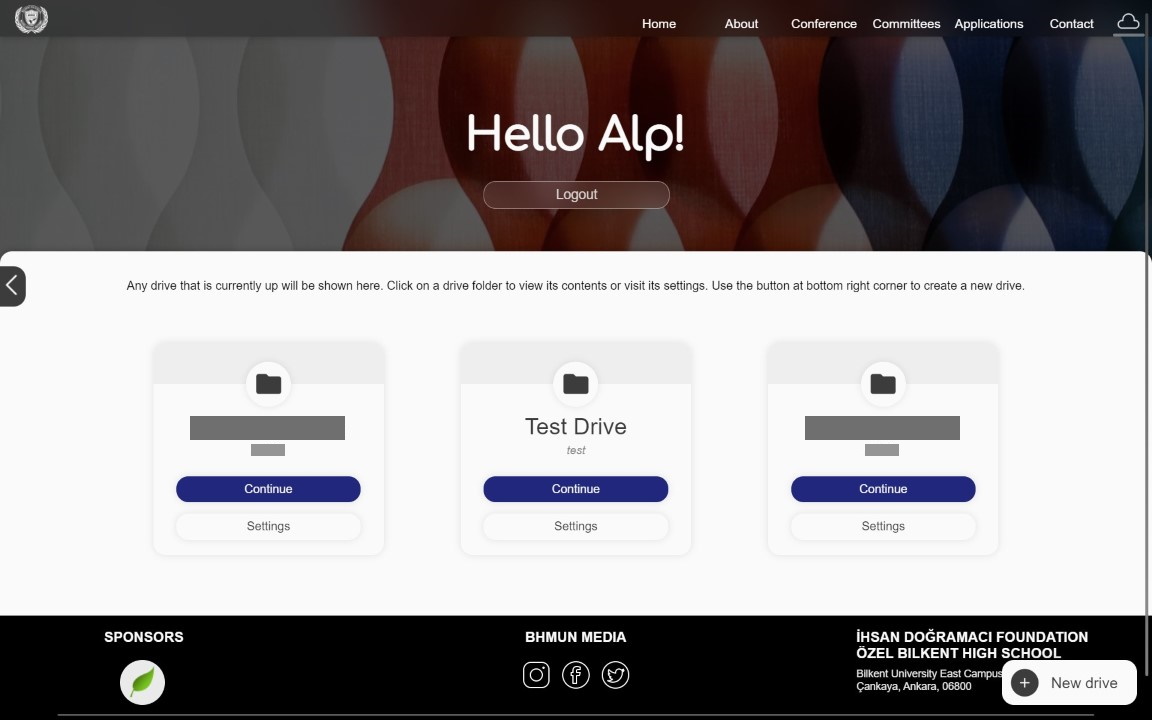 Home About Conference Committees Applications Contact
Hello Alp!
Logout
Any drive that is currently up will be shown here. Click on a drive folder to view its contents or visit its settings. Use the button at bottom right corner to create a new drive.
Test Drive
test
Continue Continue Continue
Settings Settings Settings
SPONSORS
BHMUN MEDIA
İHSAN DOĞRAMACI FOUNDATION
ÖZEL BILKENT HIGH SCHOOL
Bilkent University East Campus
Çankaya, Ankara, 06800
New drive